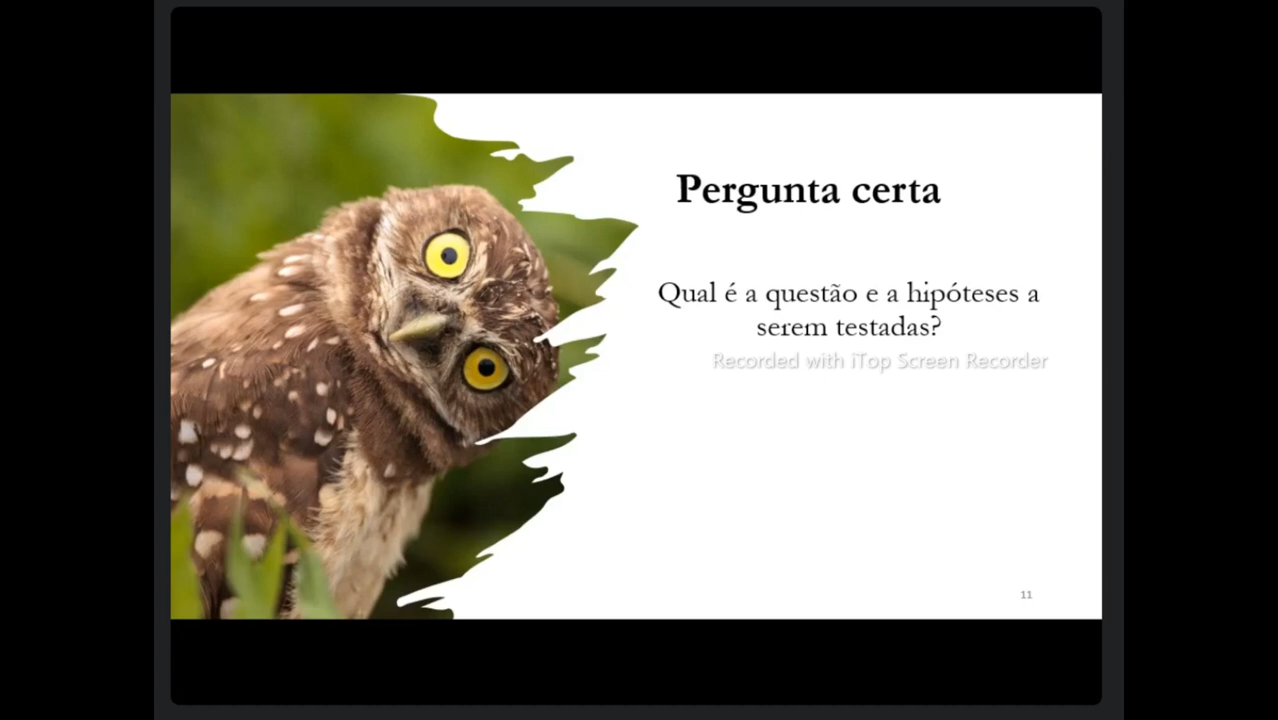 Pergunta certa
Qual é a questão e a hipóteses a
serem testadas?
Recorded with iTop Screen Recorder
11